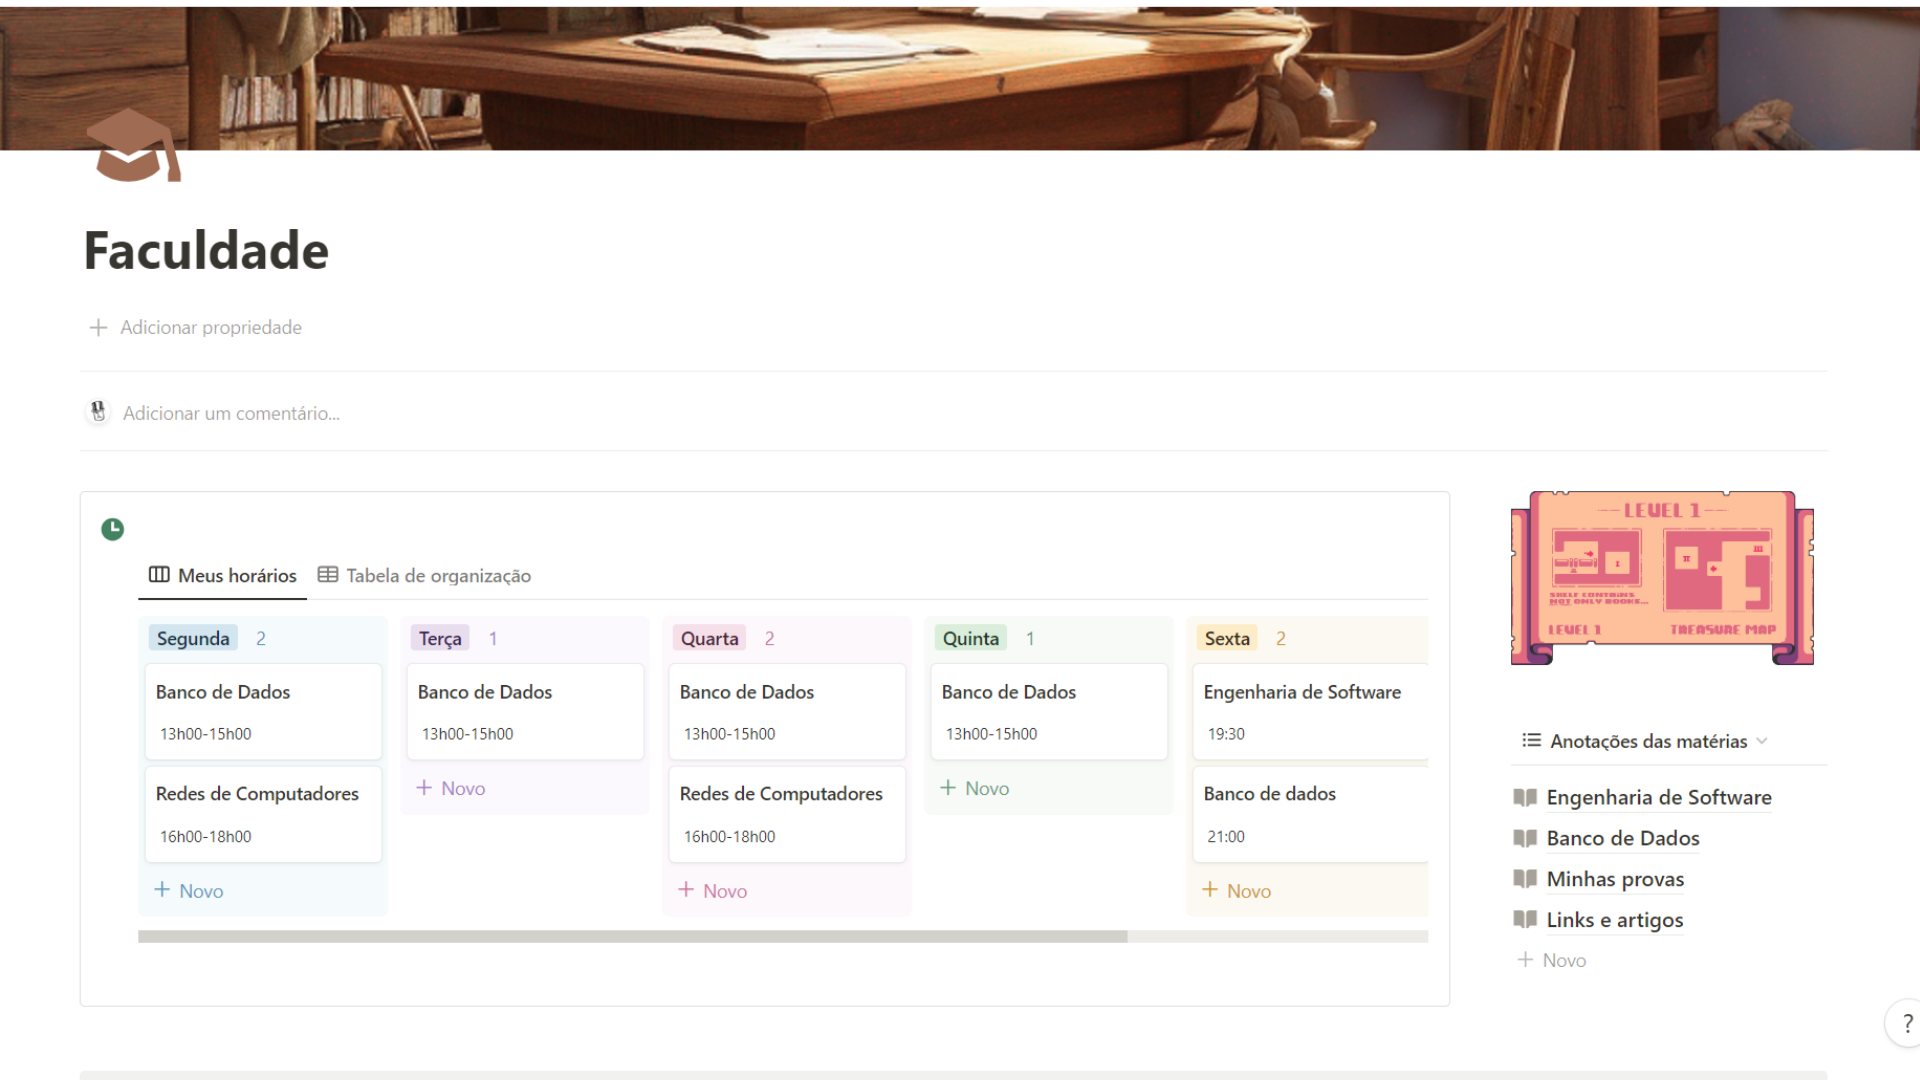 Faculdade
Adicionar propriedade
Adicionar um comentário...
Meus horários
Tabela de organização
Segunda 2
Banco de Dados
13h00-15h00
Redes de Computadores
16h00-18h00
+ Novo
Terça 1
Banco de Dados
13h00-15h00
+ Novo
Quarta 2
Banco de Dados
13h00-15h00
Redes de Computadores
16h00-18h00
+ Novo
Quinta 1
Banco de Dados
13h00-15h00
+ Novo
Sexta 2
Engenharia de Software
19:30
Banco de dados
21:00
+ Novo
LEVEL 1
I
II
III
SHELF CONTAINS
NOT ONLY BOOKS...
LEVEL 1
TREASURE MAP
Anotações das matérias
Engenharia de Software
Banco de Dados
Minhas provas
Links e artigos
+ Novo
?